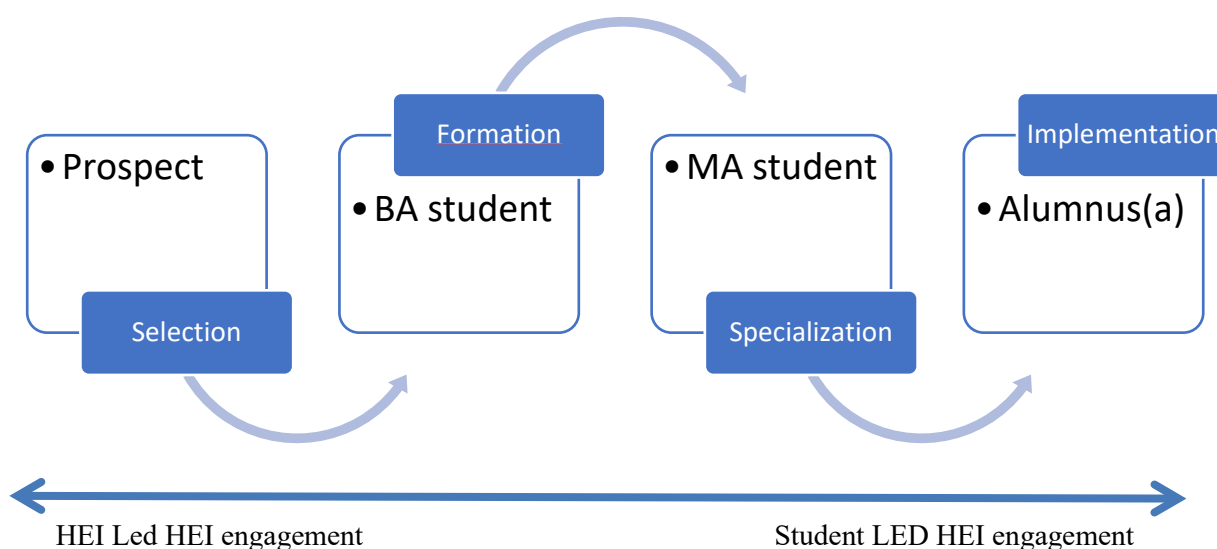 • Prospect
Selection
Formation
• BA student
• MA student
Specialization
Implementation
• Alumnus(a)
HEI Led HEI engagement
Student LED HEI engagement